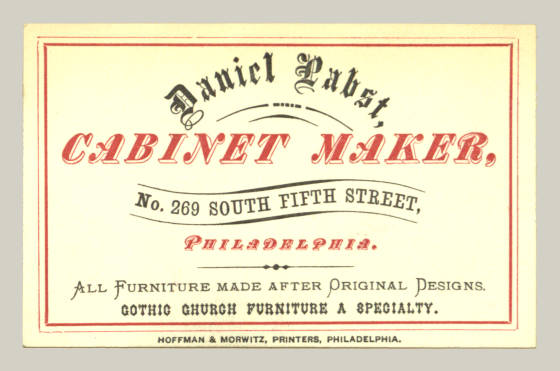 Daniel Pabst,
CABINET MAKER,
No. 269 SOUTH FIFTH STREET,
PHILADELPHIA.
ALL FURNITURE MADE AFTER ORIGINAL DESIGNS.
GOTHIC CHURCH FURNITURE A SPECIALTY.
HOFFMAN & MORWITZ, PRINTERS, PHILADELPHIA.